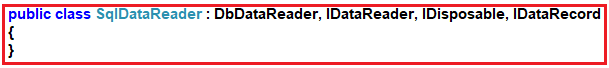 public class SqlDataReader : DbDataReader, IDataReader, IDisposable, IDataRecord
{
}